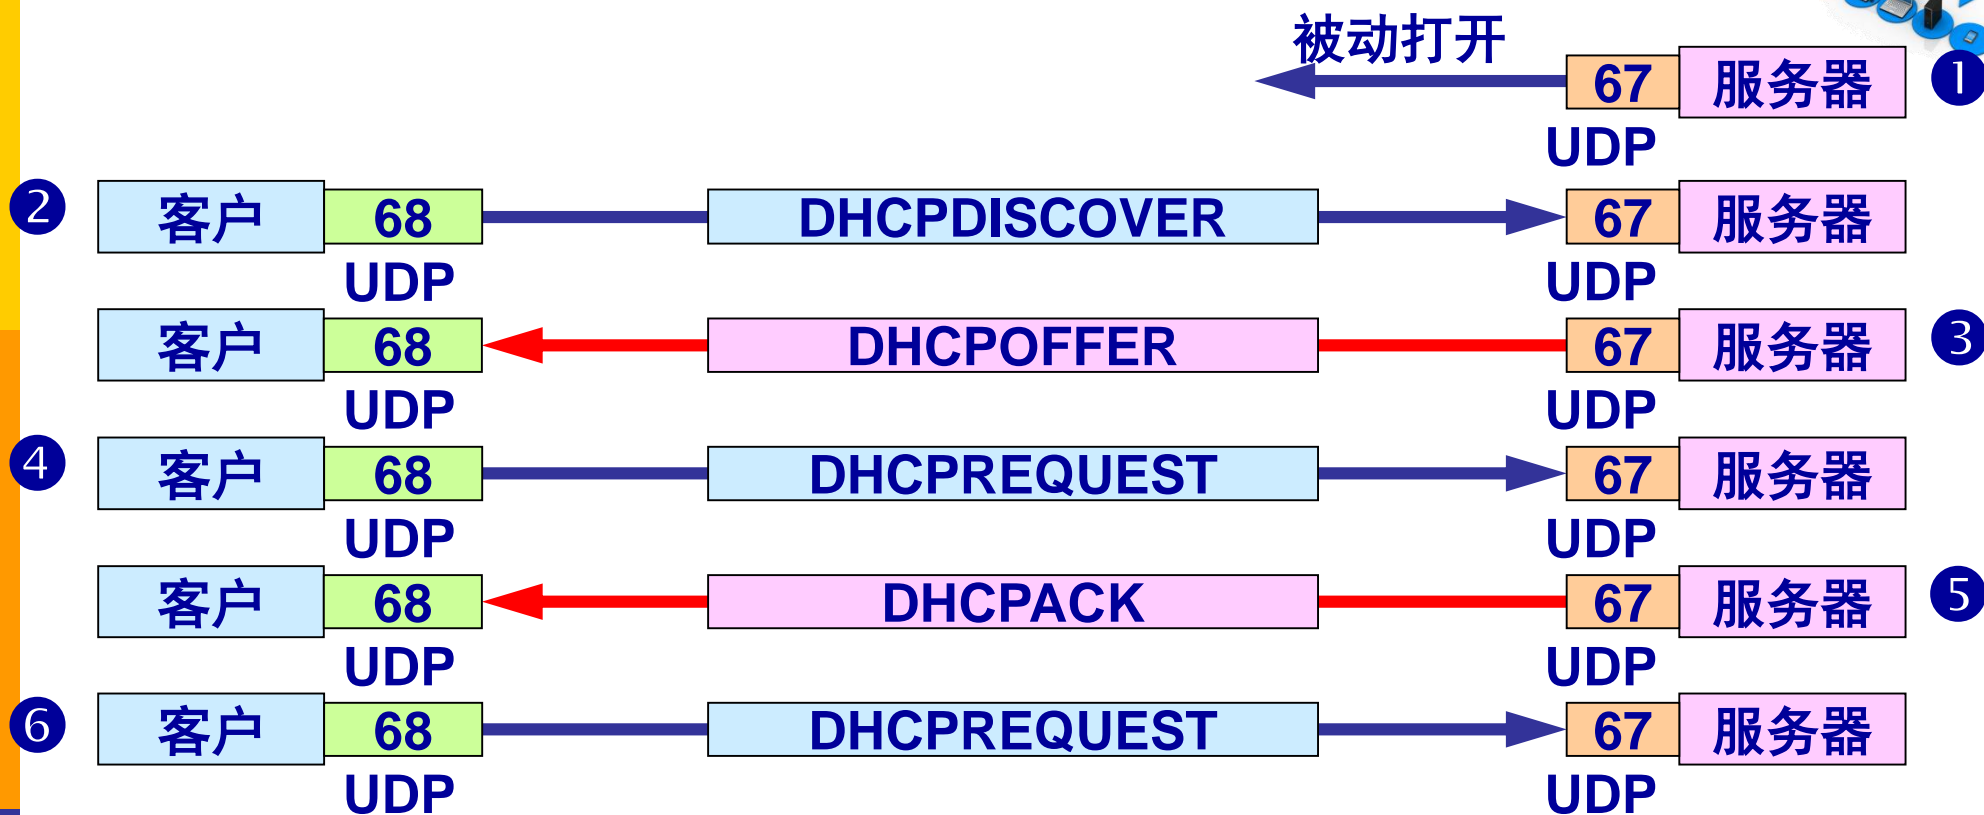 被动打开
67 服务器 ❶
UDP
❷ 客户 68 DHCPDISCOVER 67 服务器
UDP UDP
客户 68 DHCPOFFER 67 服务器 ❸
UDP UDP
❹ 客户 68 DHCPREQUEST 67 服务器
UDP UDP
客户 68 DHCPACK 67 服务器 ❺
UDP UDP
❻ 客户 68 DHCPREQUEST 67 服务器
UDP UDP